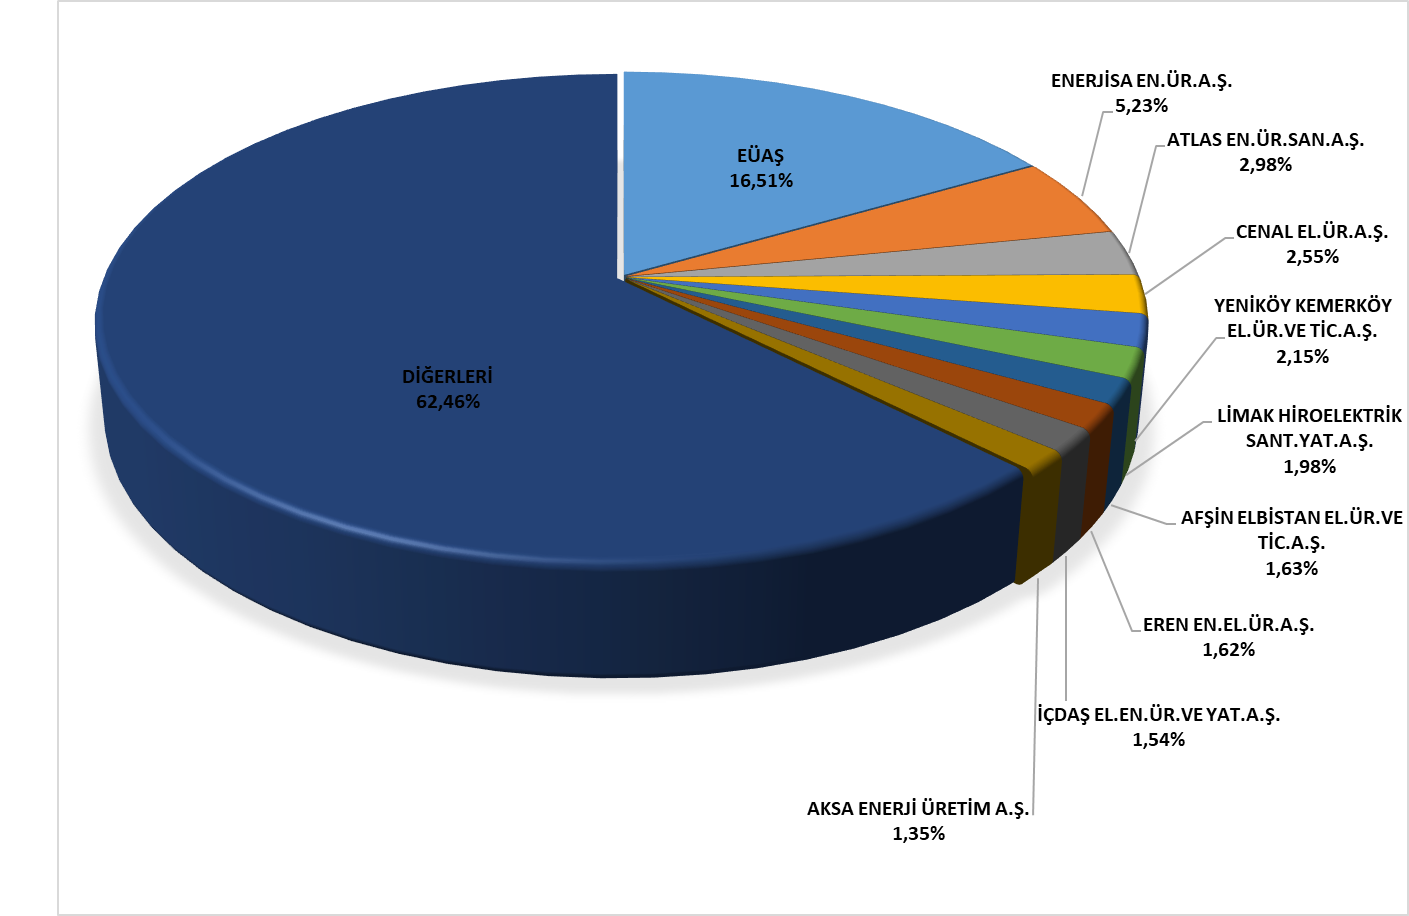 ENERJİSA EN.ÜR.A.Ş.
5,23%
ATLAS EN.ÜR.SAN.A.Ş.
2,98%
EÜAŞ
16,51%
CENAL EL.ÜR.A.Ş.
2,55%
YENİKÖY KEMERKÖY
EL.ÜR.VE TİC.A.Ş.
2,15%
DİĞERLERİ
62,46%
LİMAK HİROELEKTRİK
SANT.YAT.A.Ş.
1,98%
AFŞİN ELBİSTAN EL.ÜR.VE
TİC.A.Ş.
1,63%
EREN EN.EL.ÜR.A.Ş.
1,62%
İÇDAŞ EL.EN.ÜR.VE YAT.A.Ş.
1,54%
AKSA ENERJİ ÜRETİM A.Ş.
1,35%